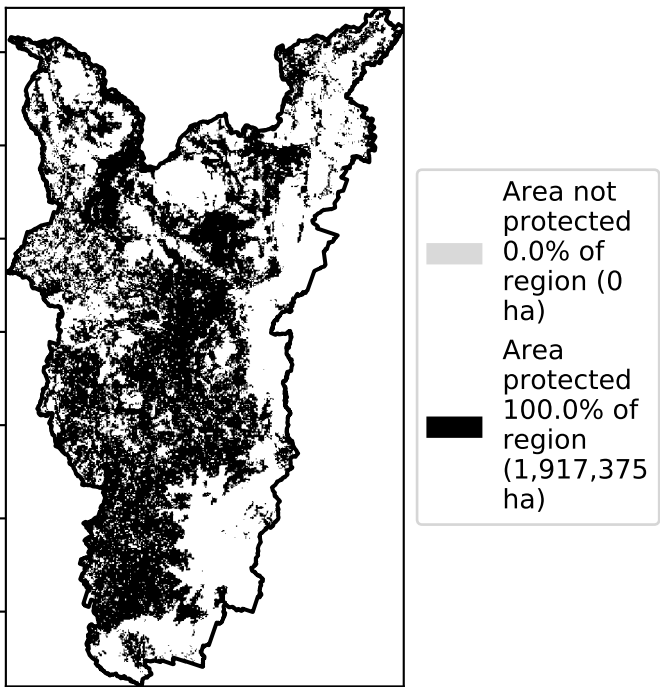 Area not
protected
0.0% of
region (0
ha)
Area
protected
100.0% of
region
(1,917,375
ha)